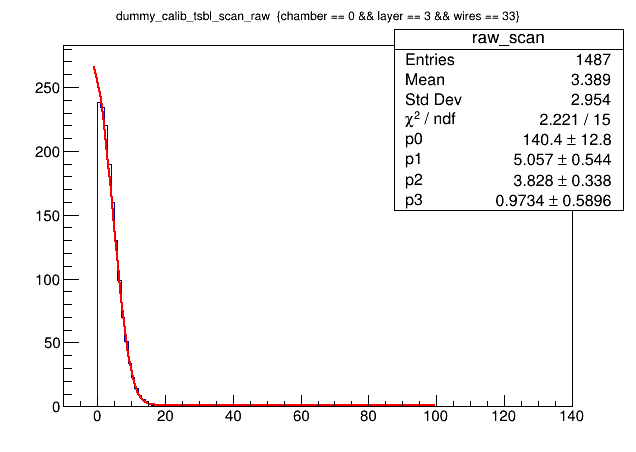 dummy_calib_tsbl_scan_raw {chamber == 0 && layer == 3 && wires == 33}
raw_scan
Entries 1487
Mean 3.389
Std Dev 2.954
χ² / ndf 2.221 / 15
p0 140.4 ± 12.8
p1 5.057 ± 0.544
p2 3.828 ± 0.338
p3 0.9734 ± 0.5896
250
200
150
100
50
0
0 20 40 60 80 100 120 140